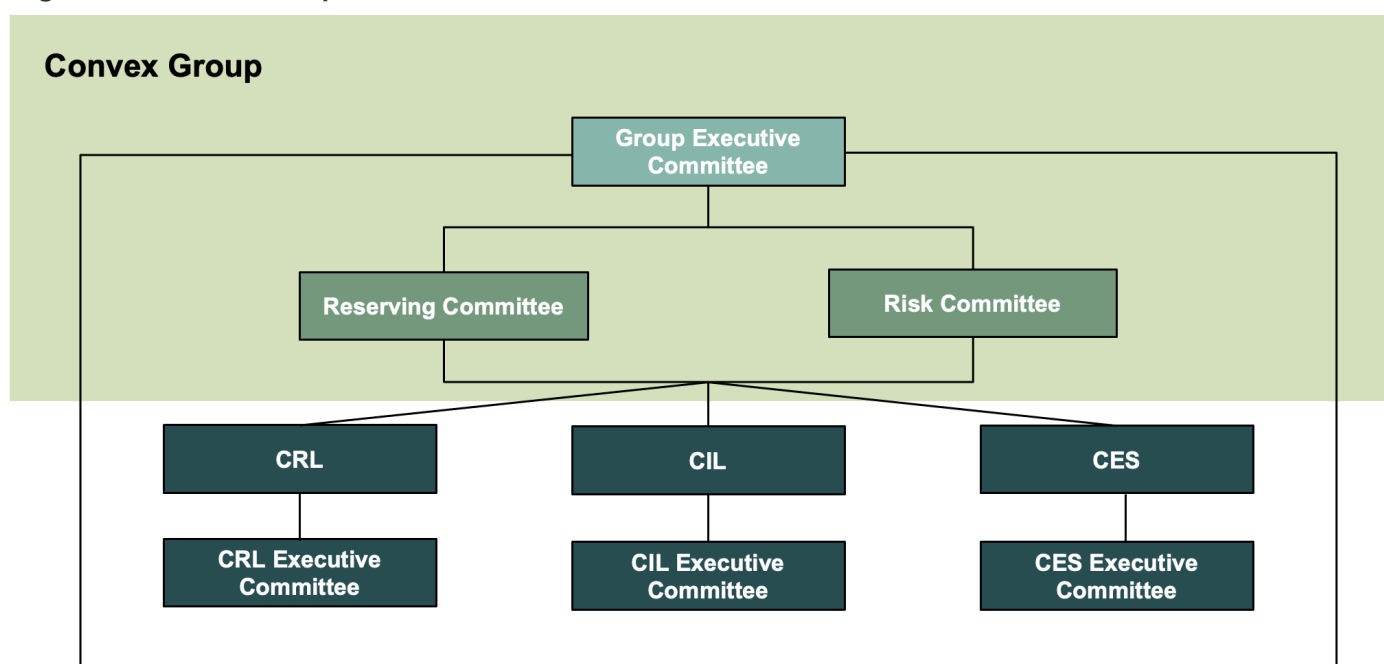 Convex Group
Group Executive
Committee
Reserving Committee
Risk Committee
CRL
CIL
CES
CRL Executive
Committee
CIL Executive
Committee
CES Executive
Committee